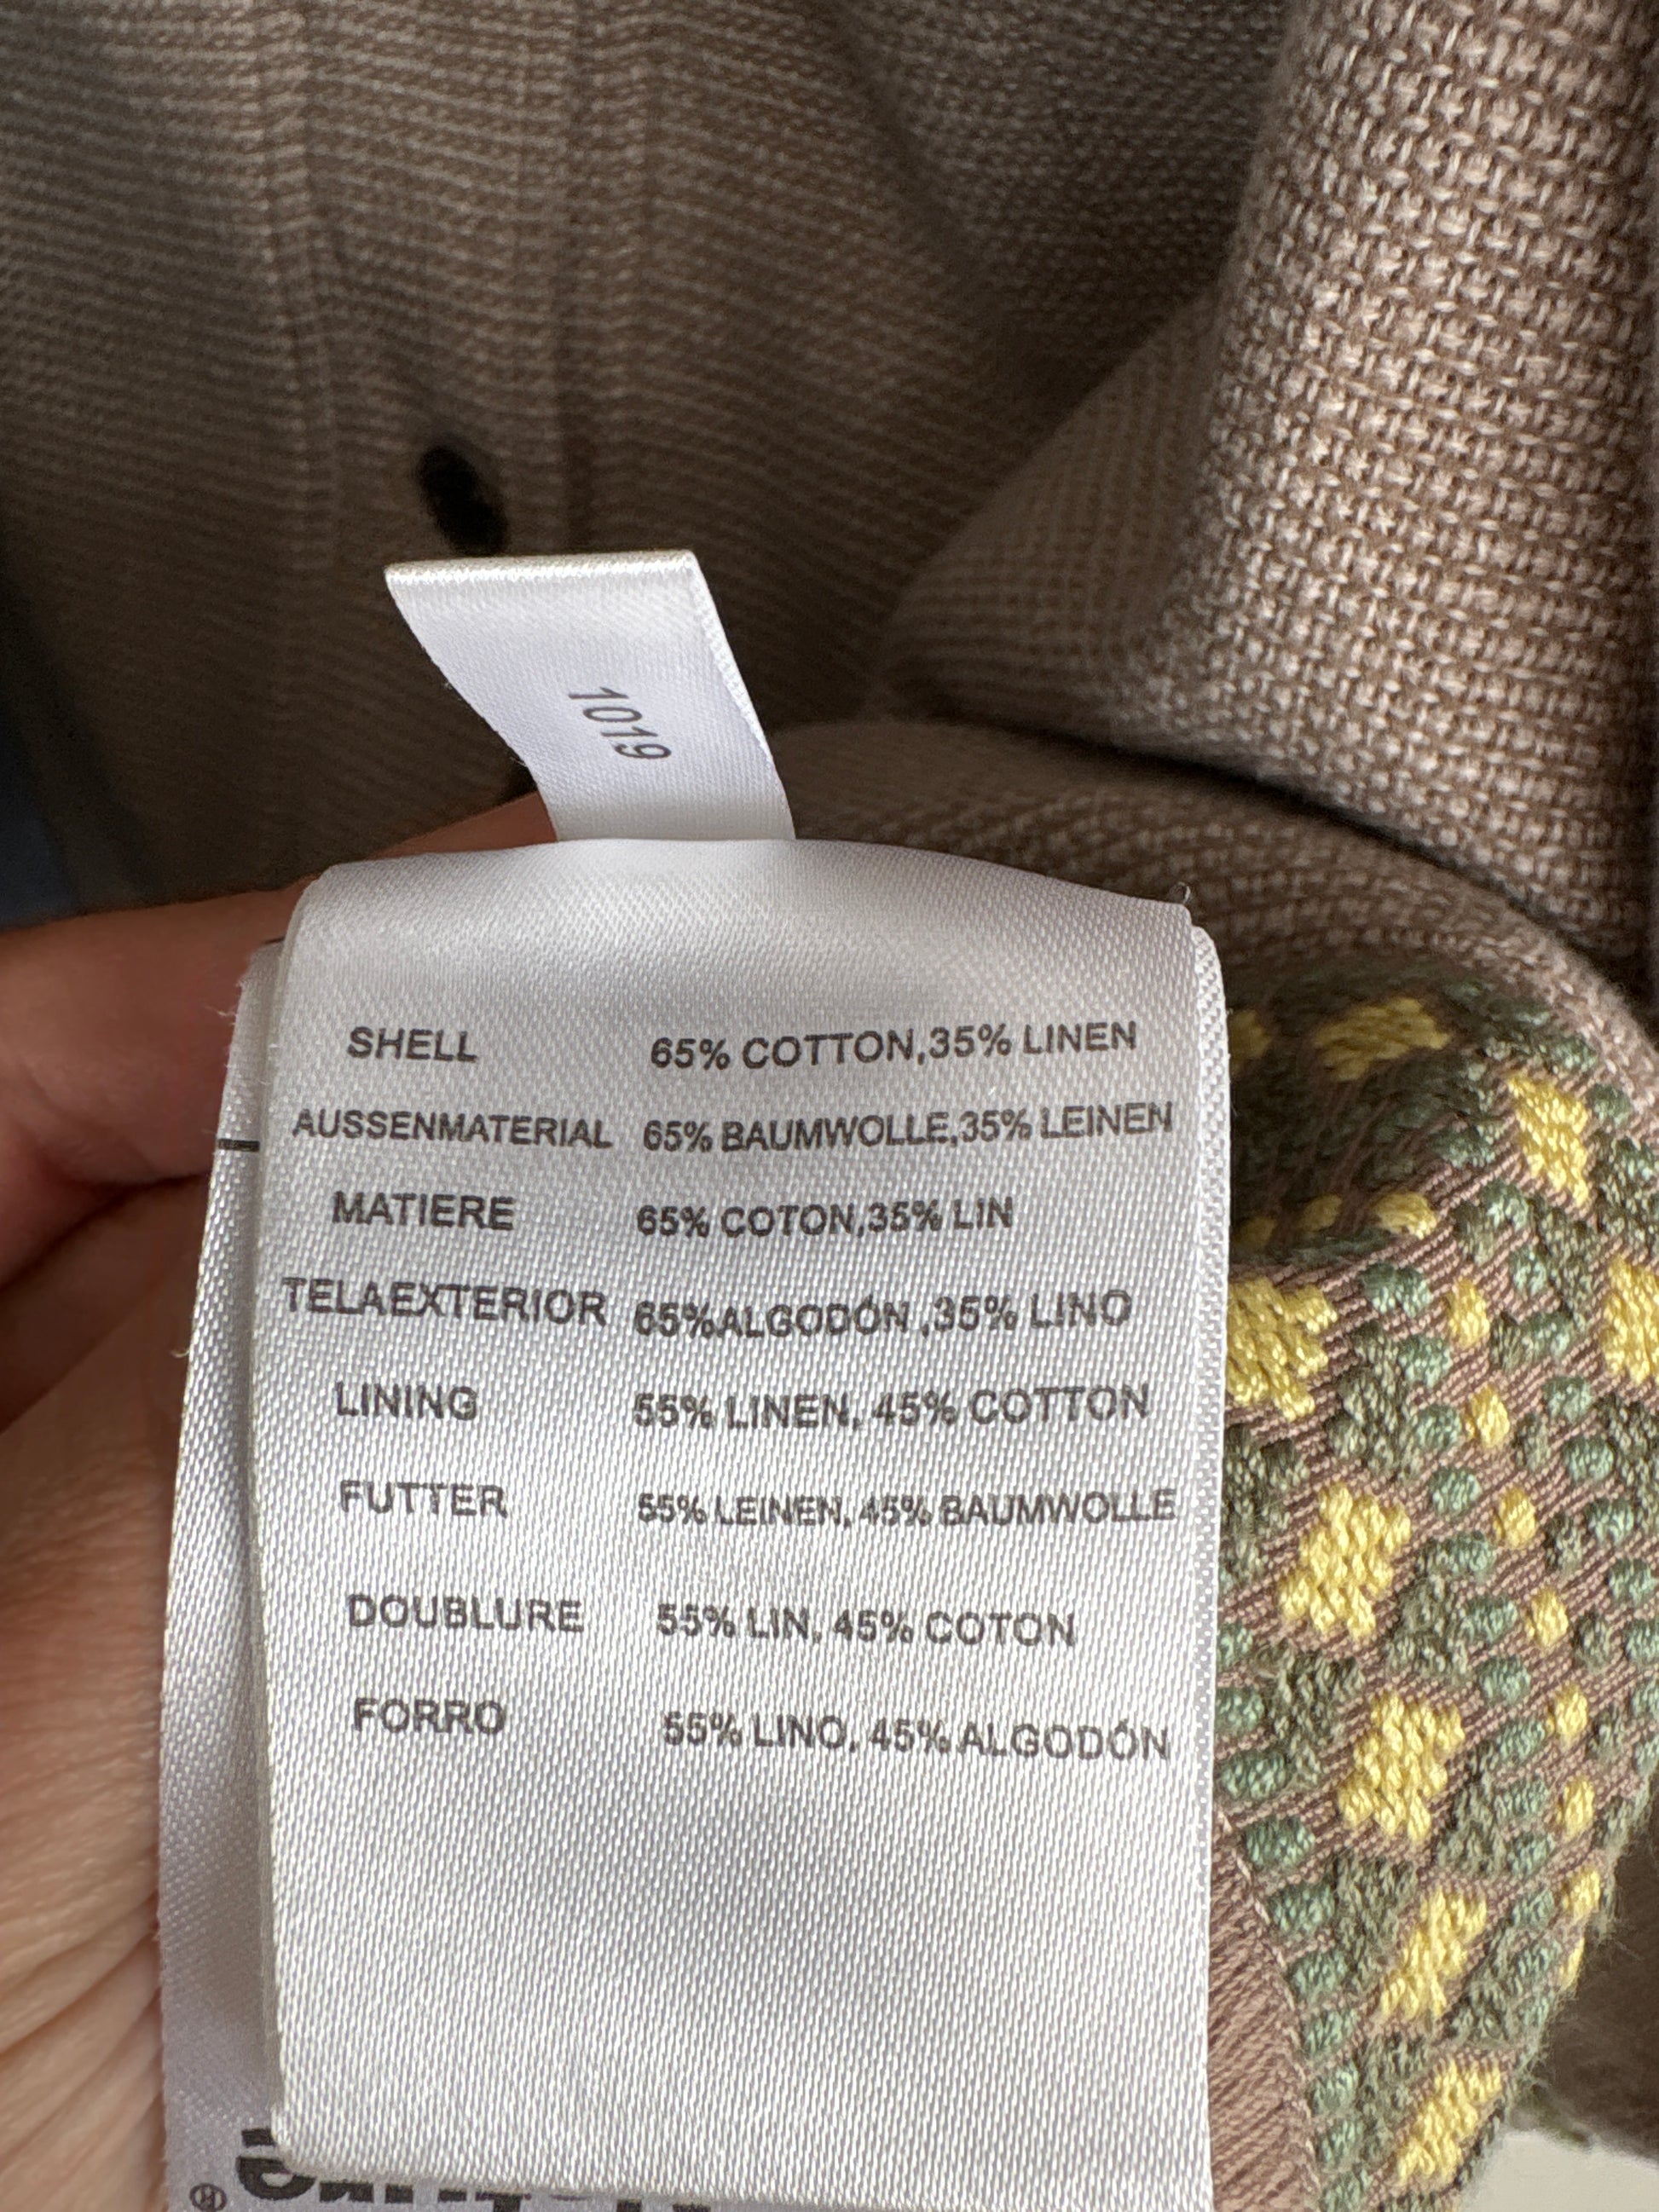 1019
SHELL 65% COTTON,35% LINEN
AUSSENMATERIAL 65% BAUMWOLLE,35% LEINEN
MATIERE 65% COTON,35% LIN
TELAEXTERIOR 65%ALGODÓN ,35% LINO
LINING 55% LINEN, 45% COTTON
FUTTER 55% LEINEN, 45% BAUMWOLLE
DOUBLURE 55% LIN, 45% COTON
FORRO 55% LINO, 45% ALGODÓN